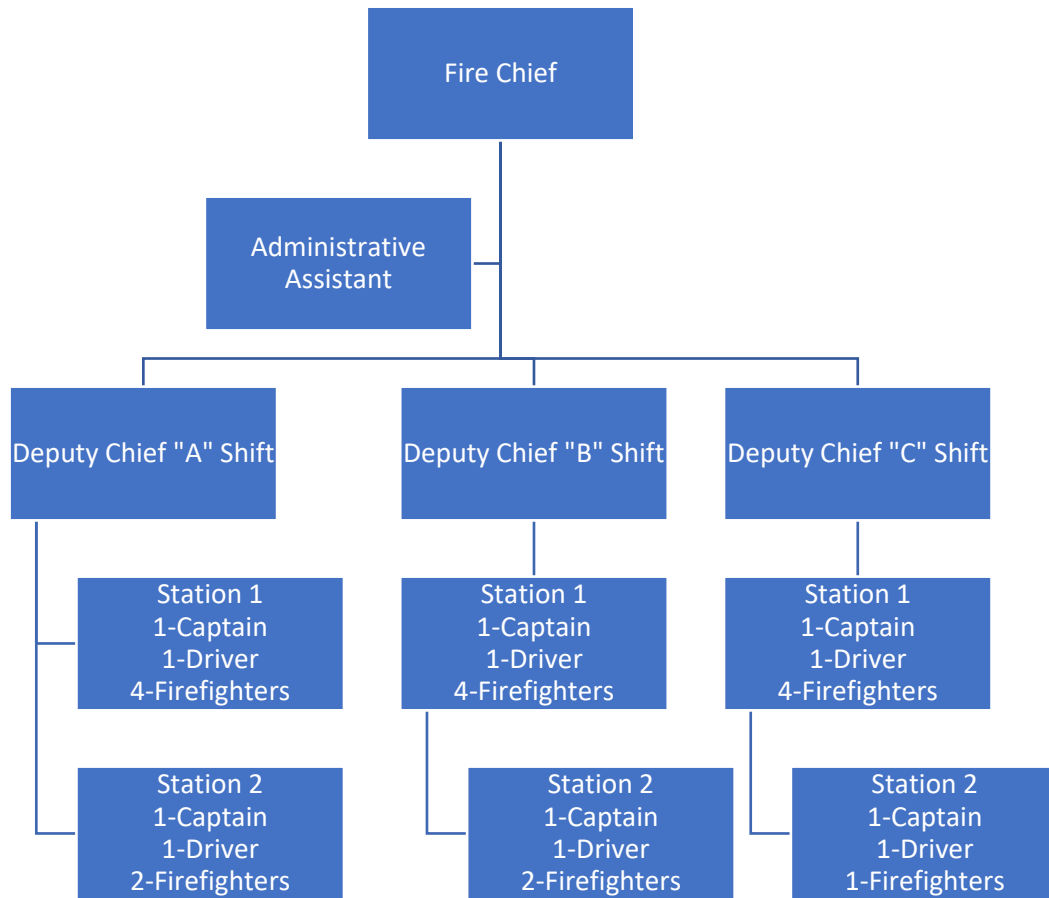 Fire Chief
Administrative
Assistant
Deputy Chief "A" Shift
Deputy Chief "B" Shift
Deputy Chief "C" Shift
Station 1
1-Captain
1-Driver
4-Firefighters
Station 1
1-Captain
1-Driver
4-Firefighters
Station 1
1-Captain
1-Driver
4-Firefighters
Station 2
1-Captain
1-Driver
2-Firefighters
Station 2
1-Captain
1-Driver
2-Firefighters
Station 2
1-Captain
1-Driver
1-Firefighters